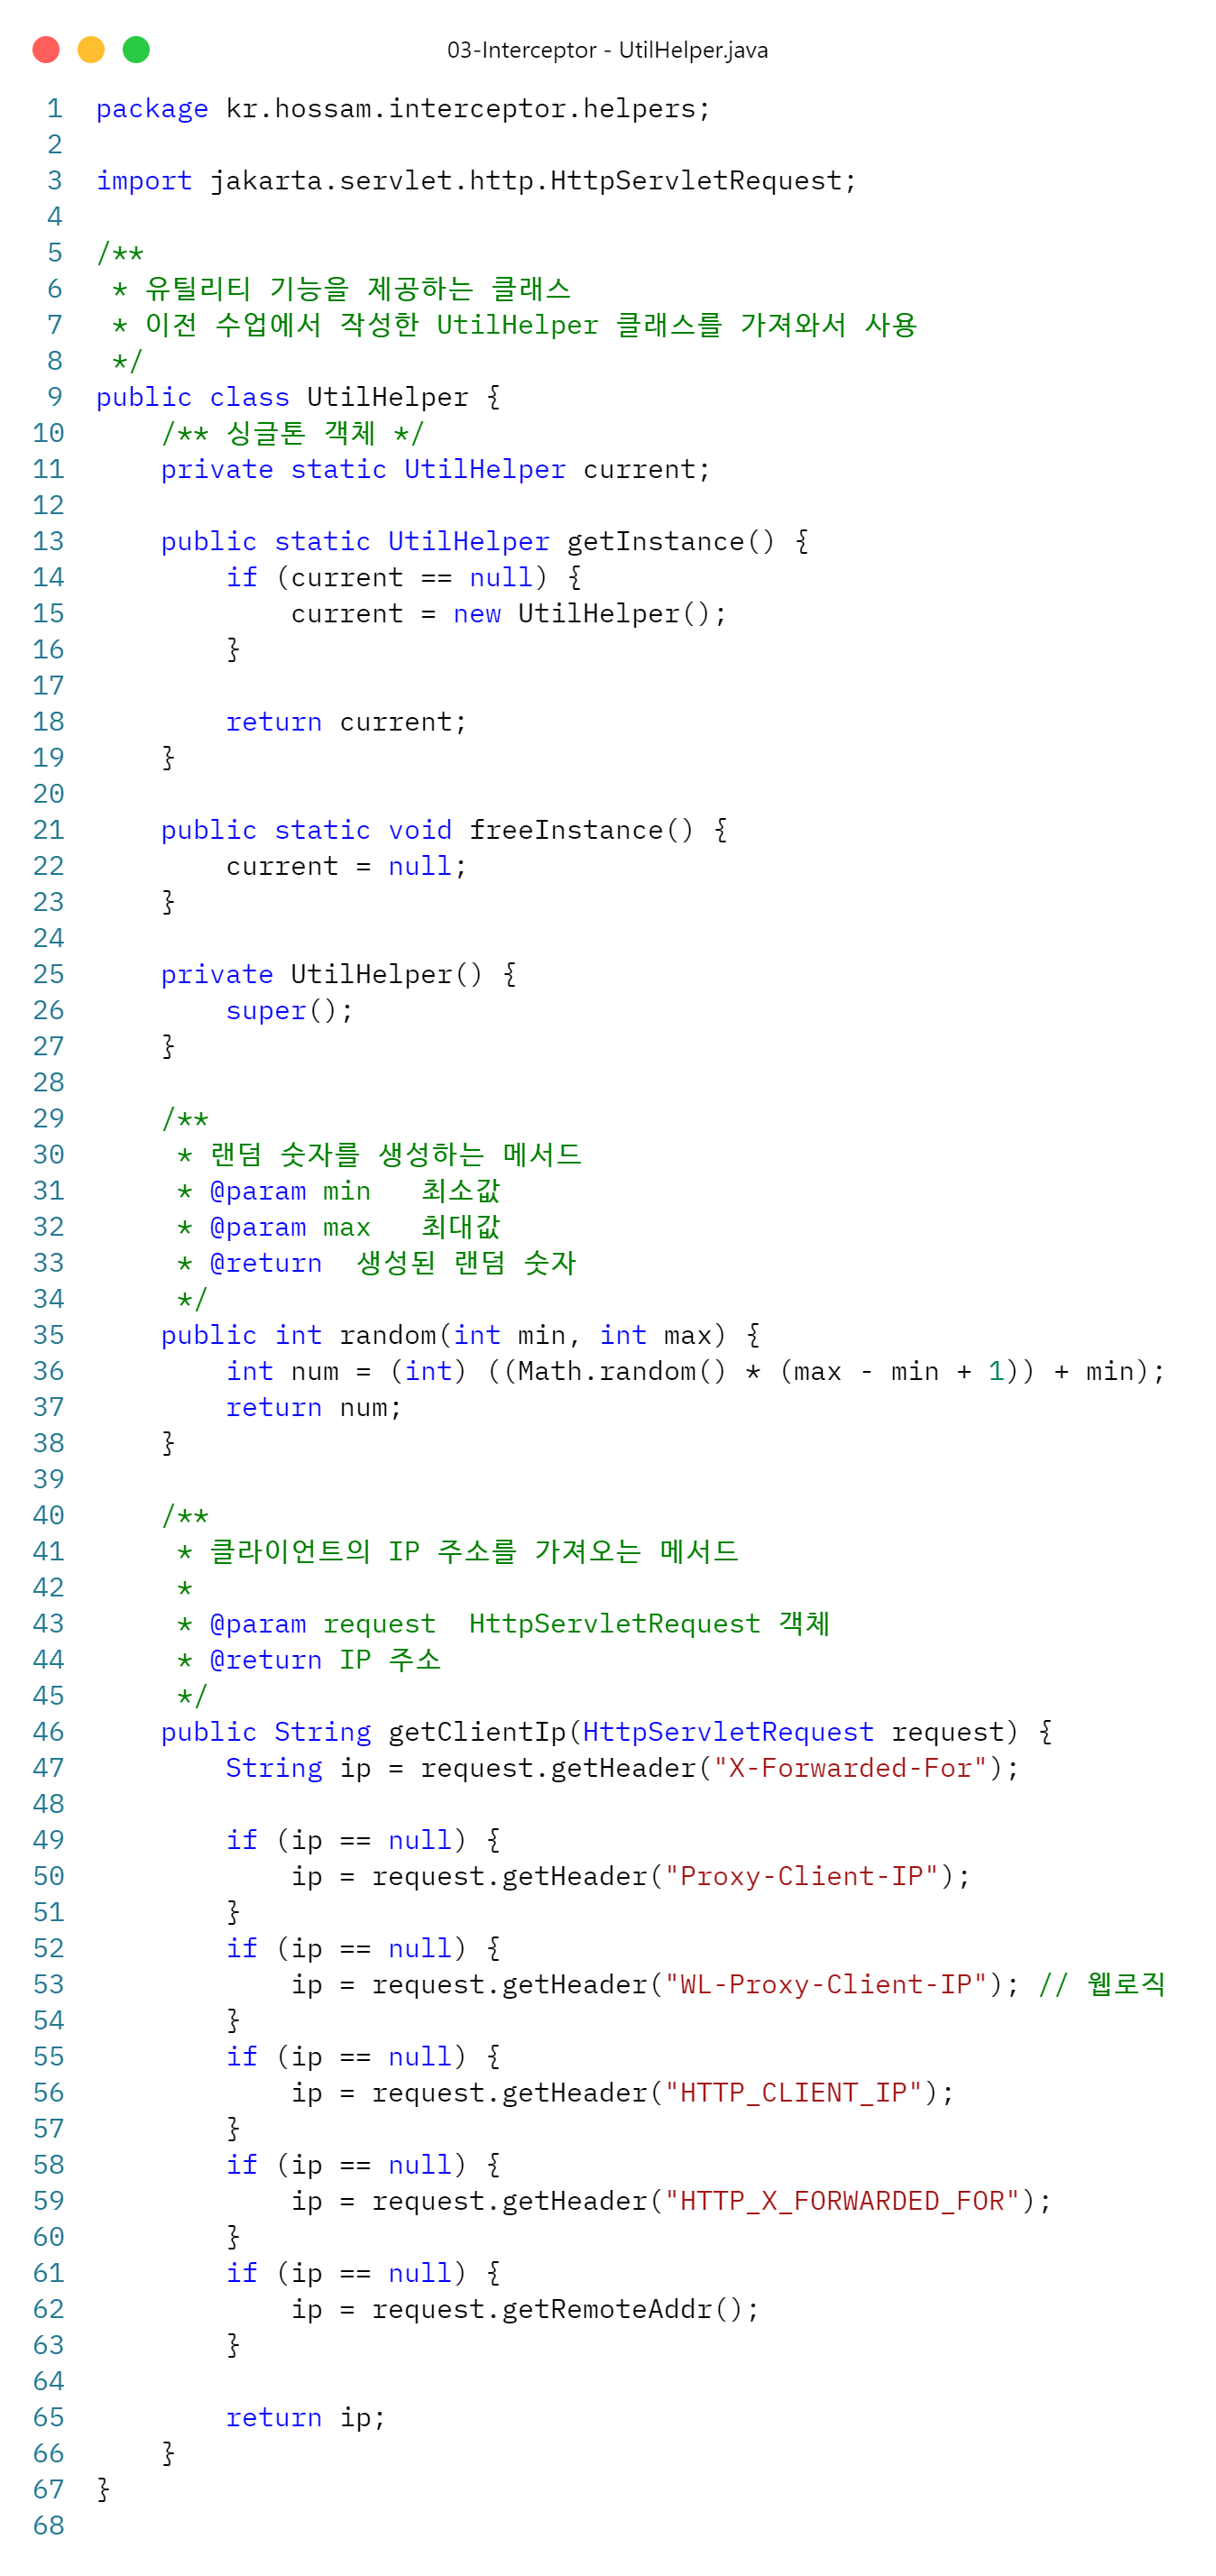 03-Interceptor - UtilHelper.java
1 package kr.hossam.interceptor.helpers;
2
3 import jakarta.servlet.http.HttpServletRequest;
4
5 /**
6  * 유틸리티 기능을 제공하는 클래스
7  * 이전 수업에서 작성한 UtilHelper 클래스를 가져와서 사용
8  */
9 public class UtilHelper {
10     /** 싱글톤 객체 */
11     private static UtilHelper current;
12
13     public static UtilHelper getInstance() {
14         if (current == null) {
15             current = new UtilHelper();
16         }
17
18         return current;
19     }
20
21     public static void freeInstance() {
22         current = null;
23     }
24
25     private UtilHelper() {
26         super();
27     }
28
29     /**
30      * 랜덤 숫자를 생성하는 메서드
31      * @param min   최소값
32      * @param max   최대값
33      * @return  생성된 랜덤 숫자
34      */
35     public int random(int min, int max) {
36         int num = (int) ((Math.random() * (max - min + 1)) + min);
37         return num;
38     }
39
40     /**
41      * 클라이언트의 IP 주소를 가져오는 메서드
42      *
43      * @param request  HttpServletRequest 객체
44      * @return IP 주소
45      */
46     public String getClientIp(HttpServletRequest request) {
47         String ip = request.getHeader("X-Forwarded-For");
48
49         if (ip == null) {
50             ip = request.getHeader("Proxy-Client-IP");
51         }
52         if (ip == null) {
53             ip = request.getHeader("WL-Proxy-Client-IP"); // 웹로직
54         }
55         if (ip == null) {
56             ip = request.getHeader("HTTP_CLIENT_IP");
57         }
58         if (ip == null) {
59             ip = request.getHeader("HTTP_X_FORWARDED_FOR");
60         }
61         if (ip == null) {
62             ip = request.getRemoteAddr();
63         }
64
65         return ip;
66     }
67 }
68